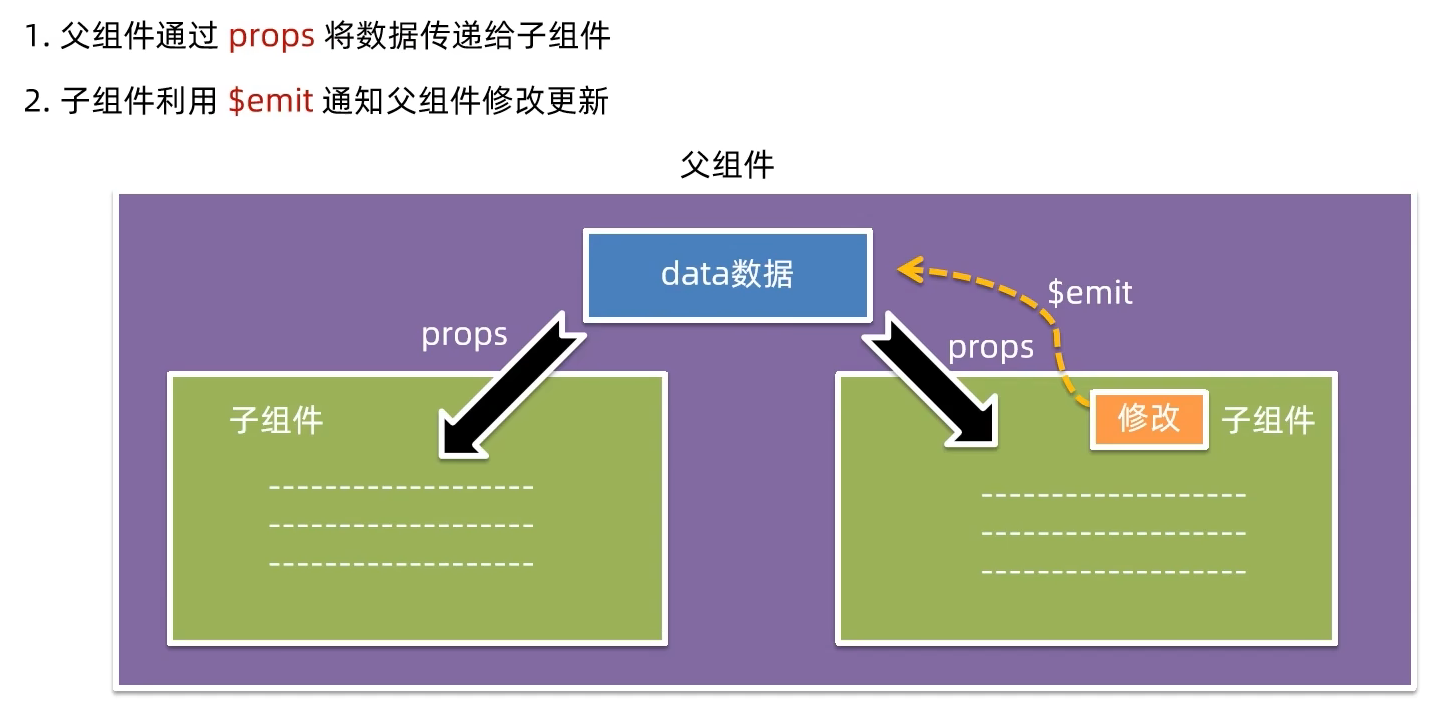 1. 父组件通过 props 将数据传递给子组件
2. 子组件利用 $emit 通知父组件修改更新
父组件
data数据
$emit
props
props
子组件
修改
子组件